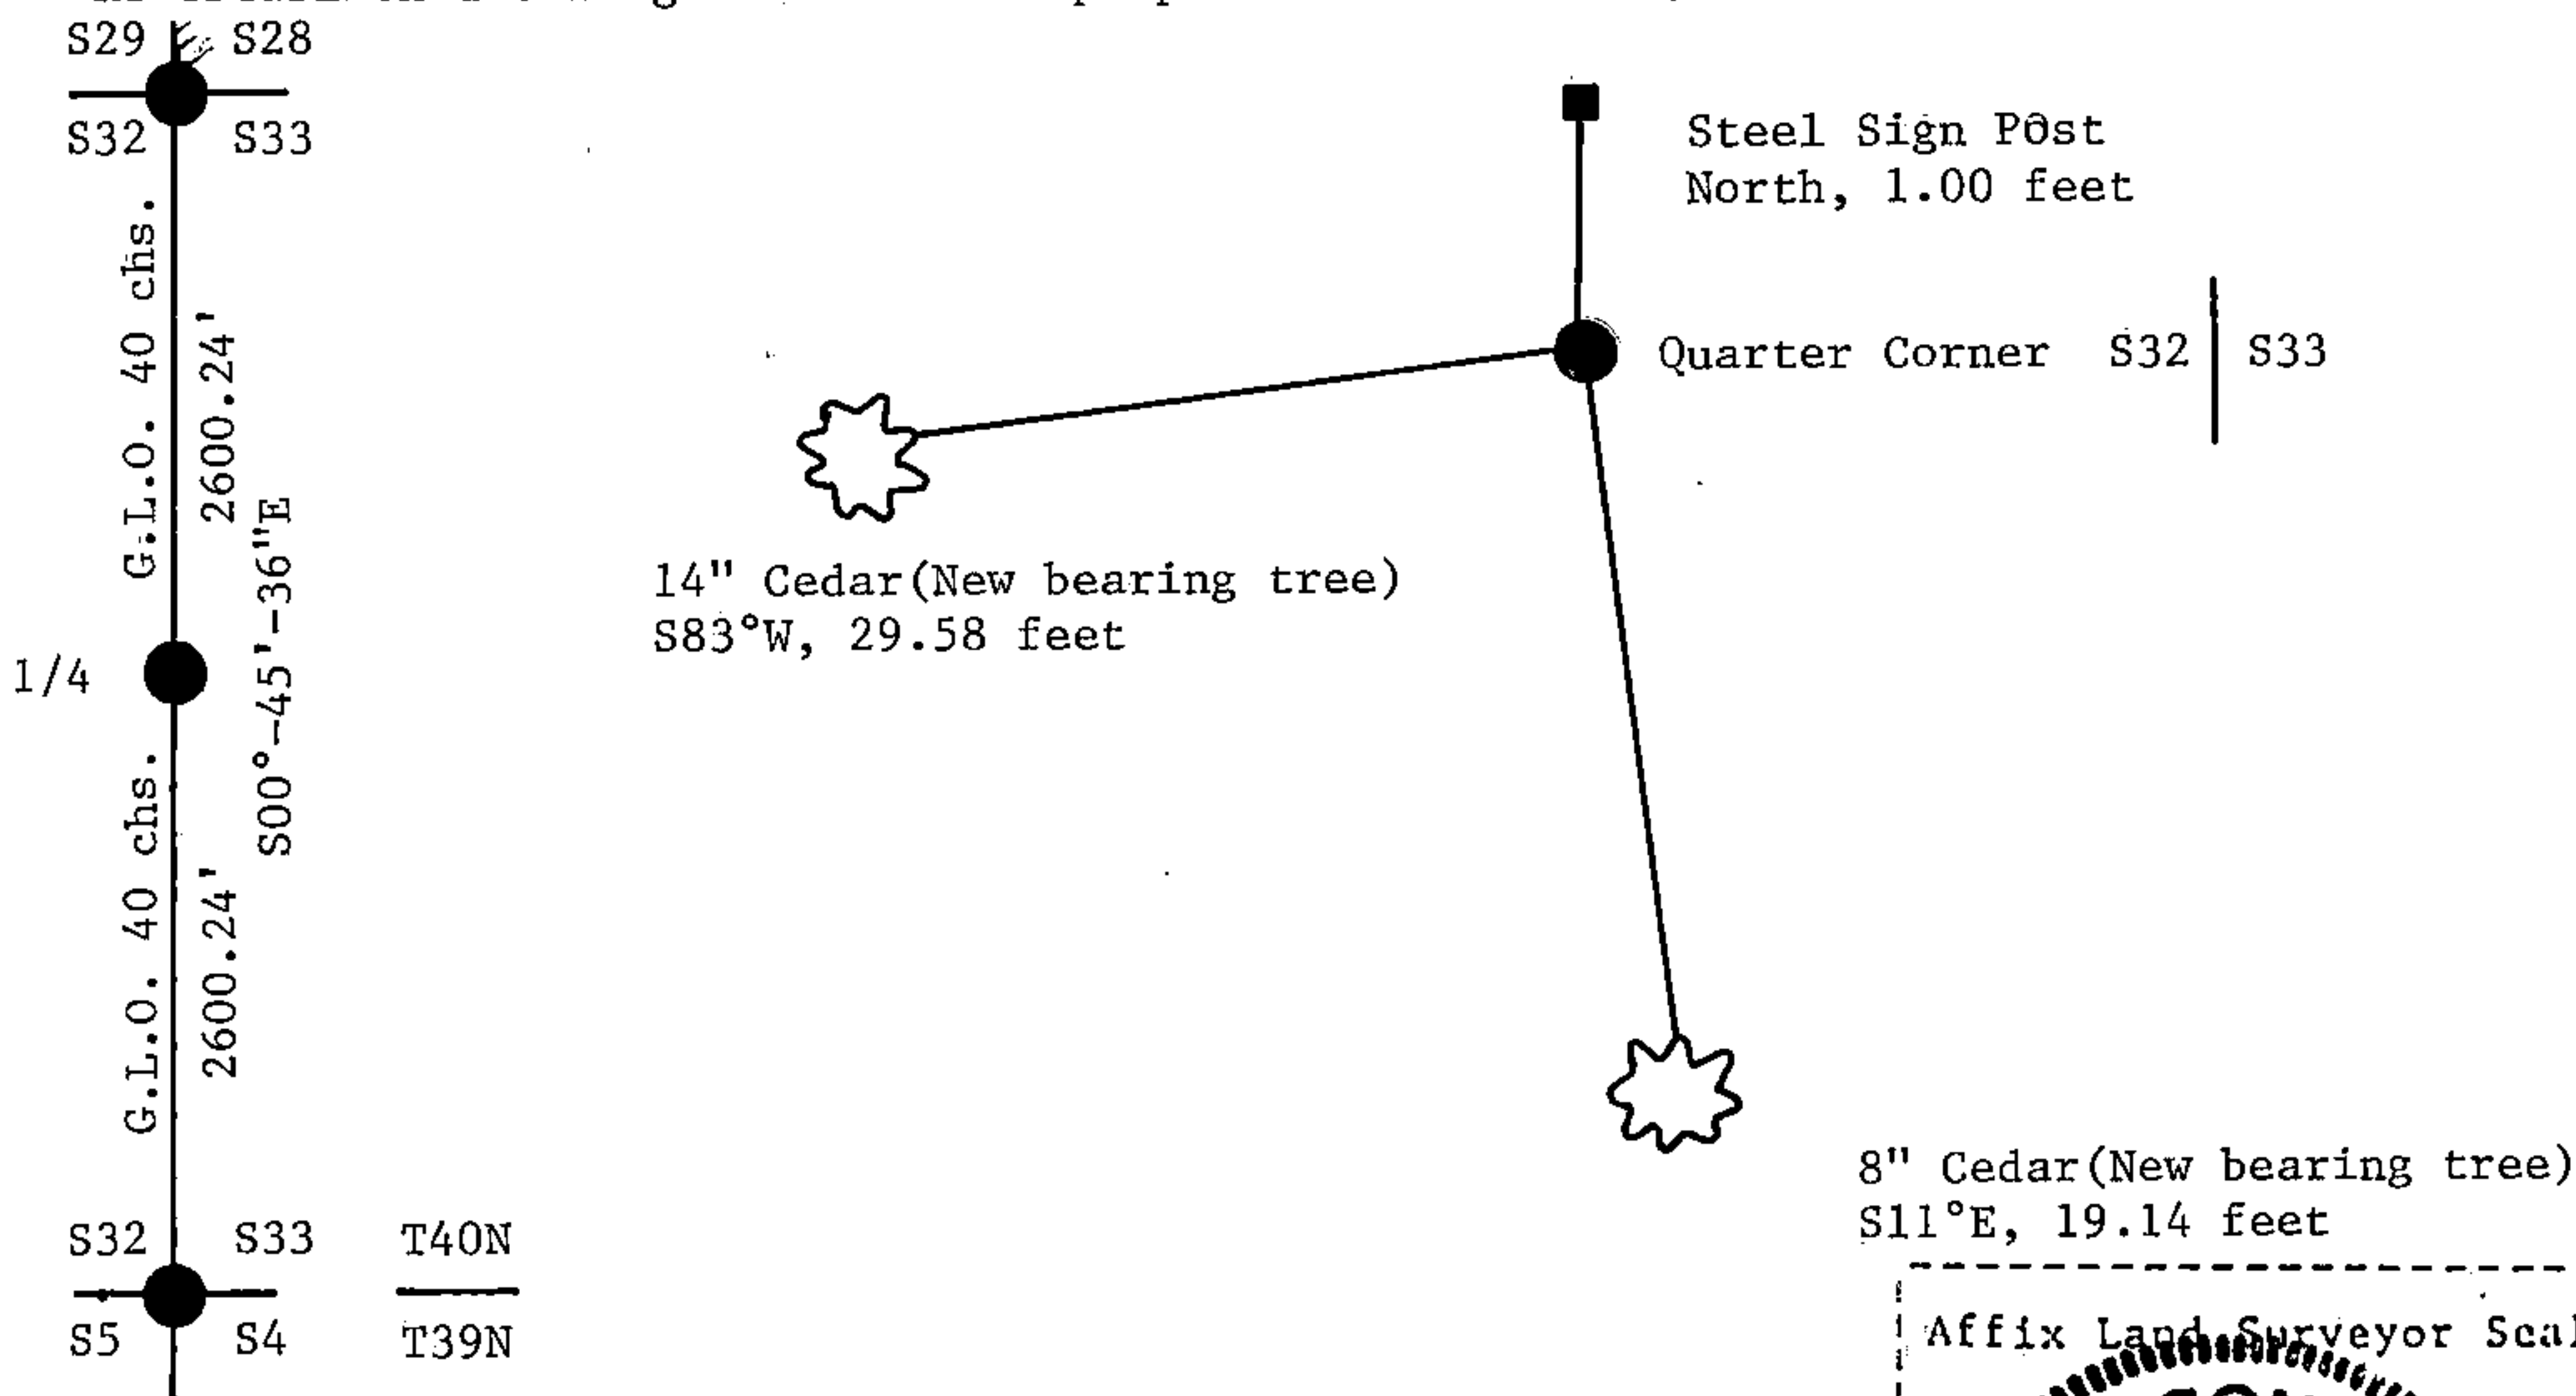 S29 S28
S32 S33
G.L.O. 40 chs.
2600.24'
S00°-45'-36"E
1/4
G.L.O. 40 chs.
2600.24'
S32 S33 T40N
S5 S4 T39N
Steel Sign Post
North, 1.00 feet
Quarter Corner S32 S33
14" Cedar(New bearing tree)
S83°W, 29.58 feet
8" Cedar(New bearing tree)
S11°E, 19.14 feet
Affix Land Surveyor Seal